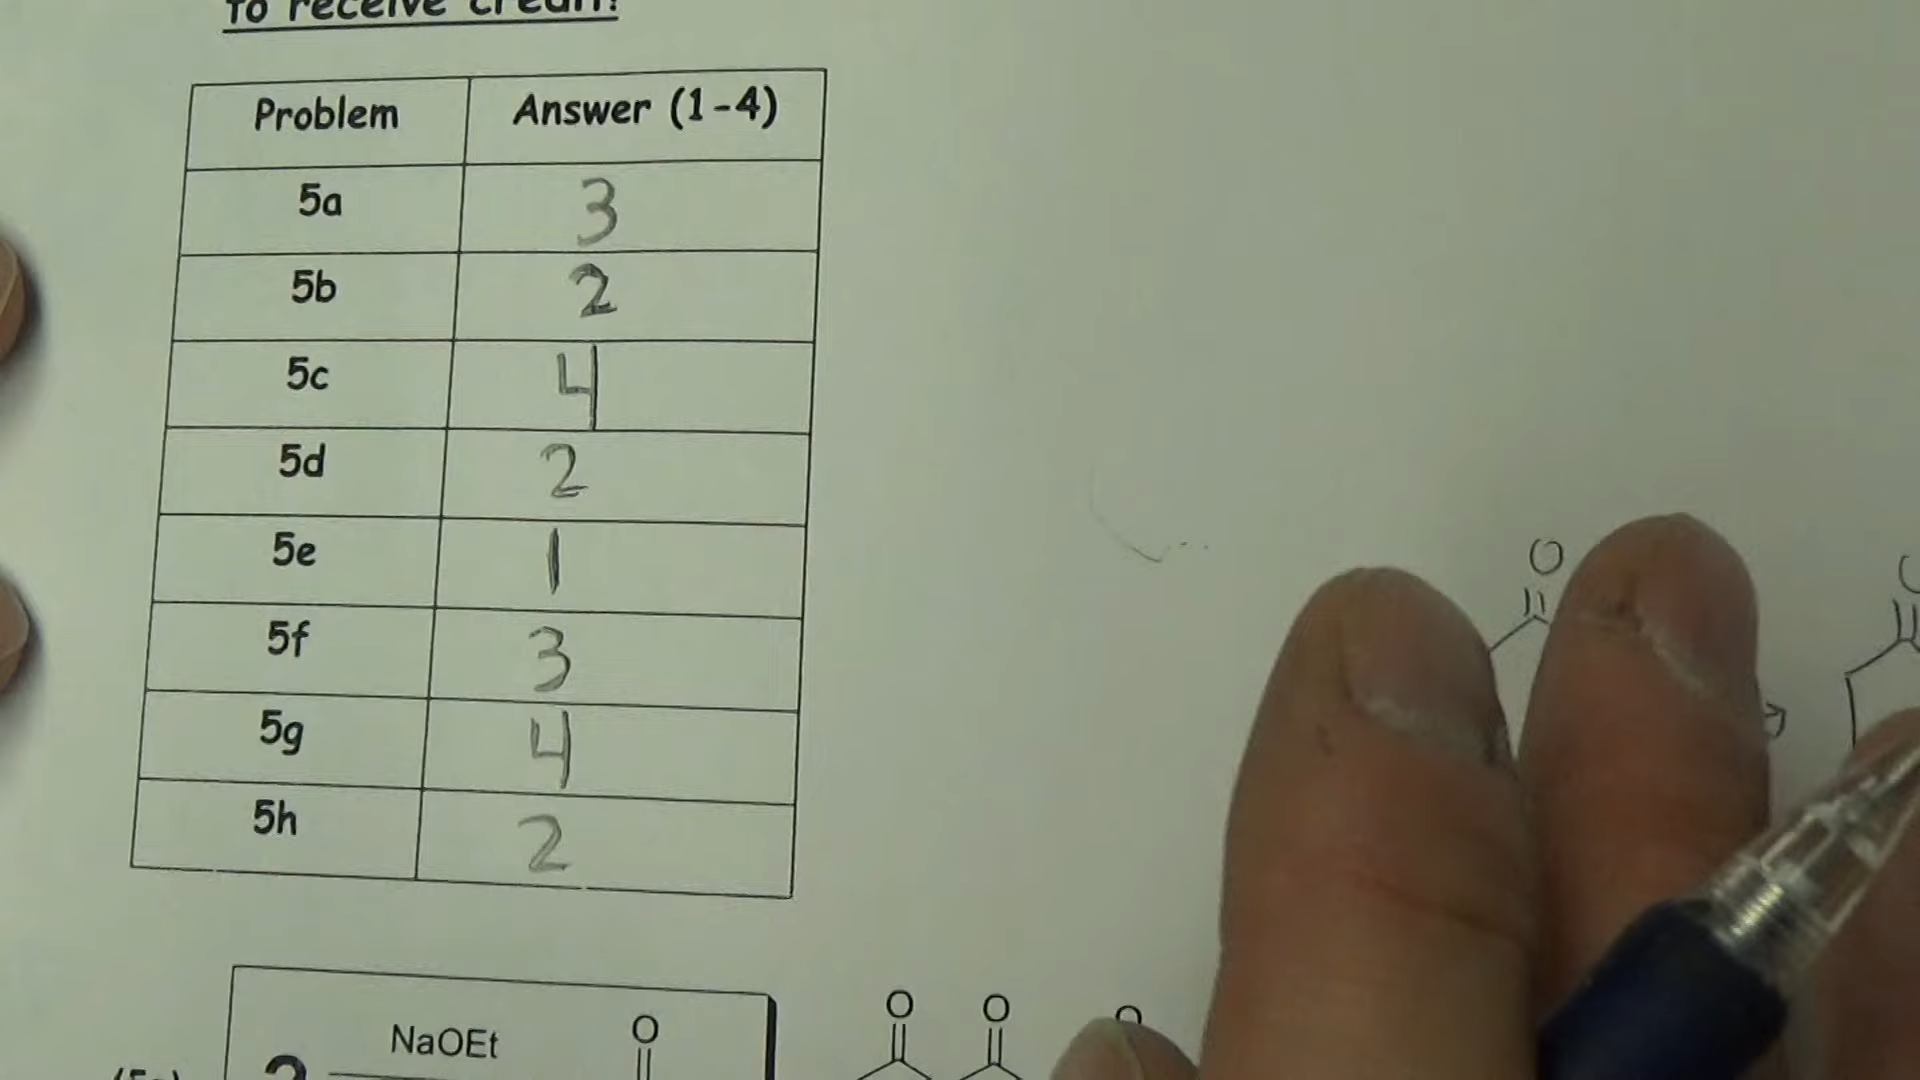 to receive credit!
Problem Answer (1-4)
5a 3
5b 2
5c 4
5d 2
5e 1
5f 3
5g 4
5h 2
O
NaOEt O
O O
?